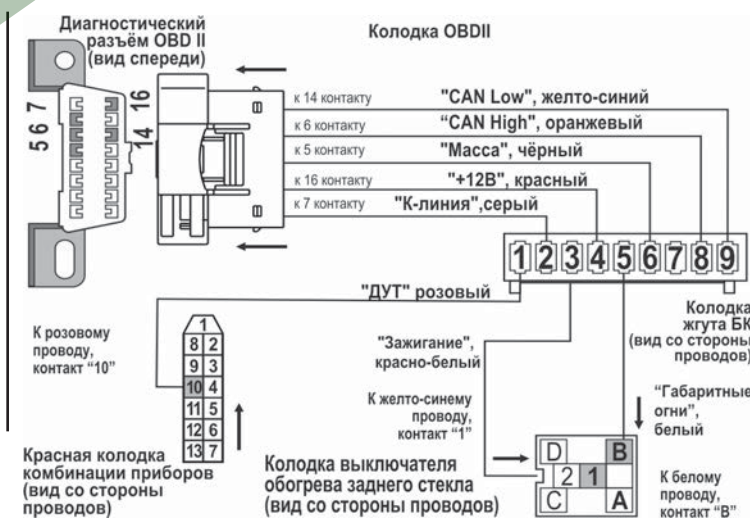 Диагностический
разъём OBD II
(вид спереди)
Колодка OBDII
5 6 7
16
14
к 14 контакту "CAN Low", желто-синий
к 6 контакту “CAN High", оранжевый
к 5 контакту "Масса", чёрный
к 16 контакту "+12В", красный
к 7 контакту "К-линия",серый
1 2 3 4 5 6 7 8 9
"ДУТ" розовый
Колодка
жгута БК
(вид со стороны
проводов)
К розовому
проводу,
контакт “10”
1
8 2
9 3
10 4
11 5
12 6
13 7
"Зажигание",
красно-белый
К желто-синему
проводу,
контакт “1”
“Габаритные
огни”,
белый
D B
2 1
C A
Красная колодка
комбинации приборов
(вид со стороны
проводов)
Колодка выключателя
обогрева заднего стекла
(вид со стороны проводов)
К белому
проводу,
контакт “B”